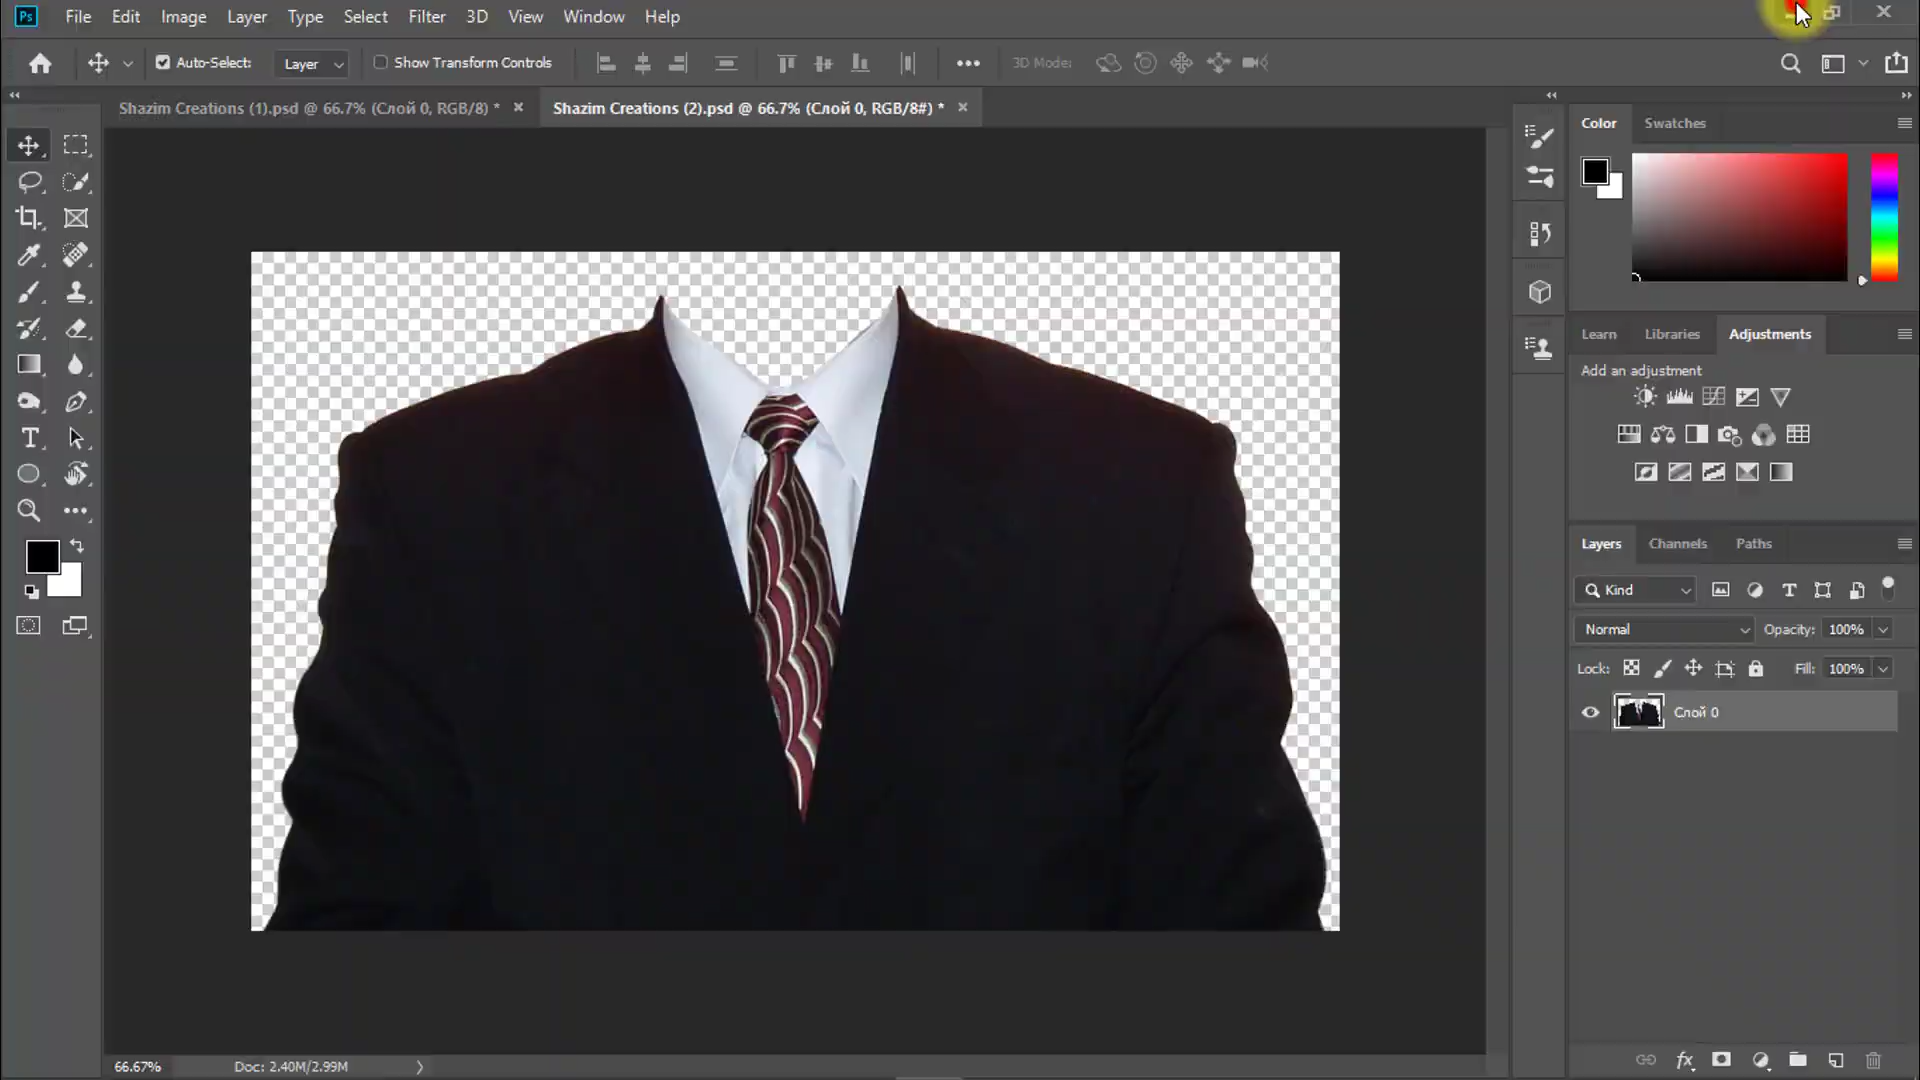 Ps File Edit Image Layer Type Select Filter 3D View Window Help
Auto-Select: Layer Show Transform Controls 3D Mode:
Shazim Creations (1).psd @ 66.7% (Слой 0, RGB/8) * Shazim Creations (2).psd @ 66.7% (Слой 0, RGB/8#) *
Color Swatches
Learn Libraries Adjustments
Add an adjustment
Layers Channels Paths
Kind
Normal Opacity: 100%
Lock: Fill: 100%
Слой 0
66.67% Doc: 2.40M/2.99M